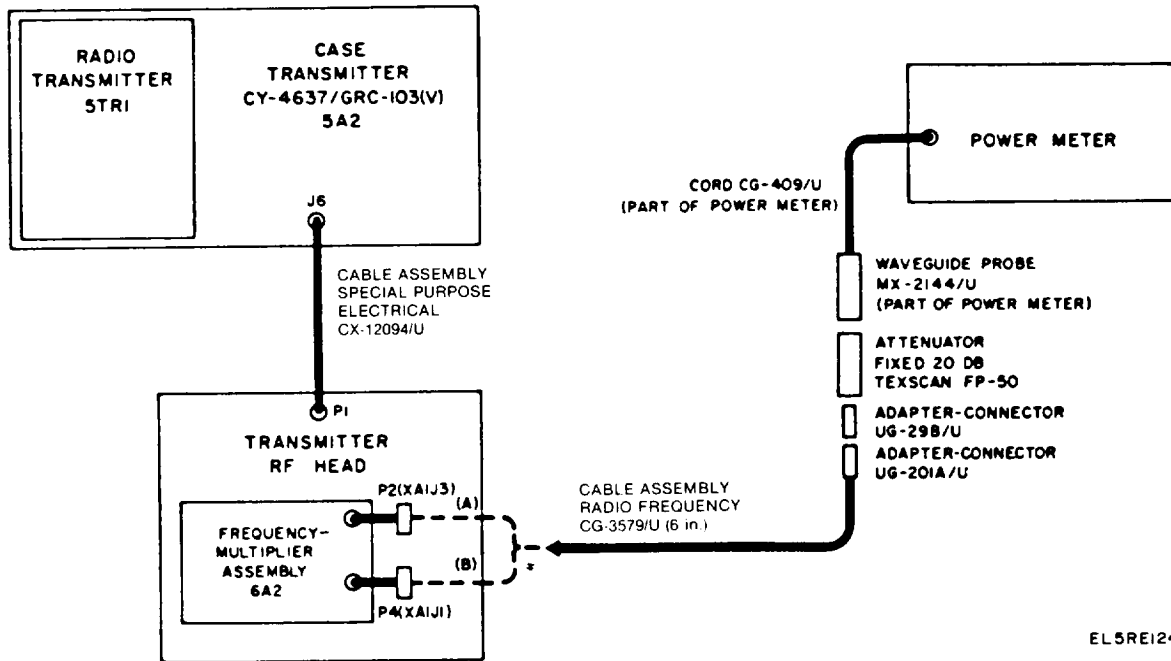 RADIO
TRANSMITTER
5TR1
CASE
TRANSMITTER
CY-4637/GRC-103(V)
5A2
J6
CABLE ASSEMBLY
SPECIAL PURPOSE
ELECTRICAL
CX-12094/U
P1
TRANSMITTER
RF HEAD
P2(XA1J3)
(A)
FREQUENCY-
MULTIPLIER
ASSEMBLY
6A2
(B)
P4(XA1J1)
*
CABLE ASSEMBLY
RADIO FREQUENCY
CG-3579/U (6 in.)
POWER METER
CORD CG-409/U
(PART OF POWER METER)
WAVEGUIDE PROBE
MX-2144/U
(PART OF POWER METER)
ATTENUATOR
FIXED 20 DB
TEXSCAN FP-50
ADAPTER-CONNECTOR
UG-29B/U
ADAPTER-CONNECTOR
UG-201A/U
EL5RE124